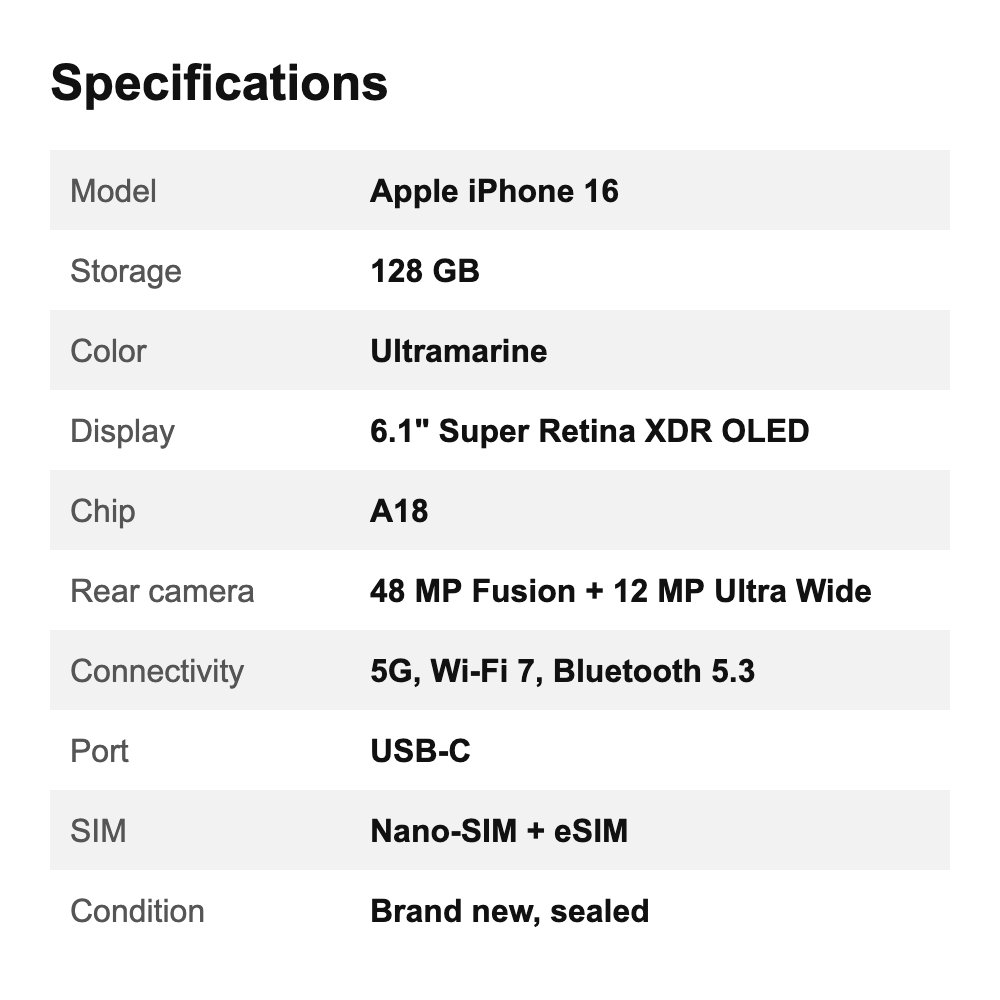 Specifications
Model Apple iPhone 16
Storage 128 GB
Color Ultramarine
Display 6.1" Super Retina XDR OLED
Chip A18
Rear camera 48 MP Fusion + 12 MP Ultra Wide
Connectivity 5G, Wi-Fi 7, Bluetooth 5.3
Port USB-C
SIM Nano-SIM + eSIM
Condition Brand new, sealed